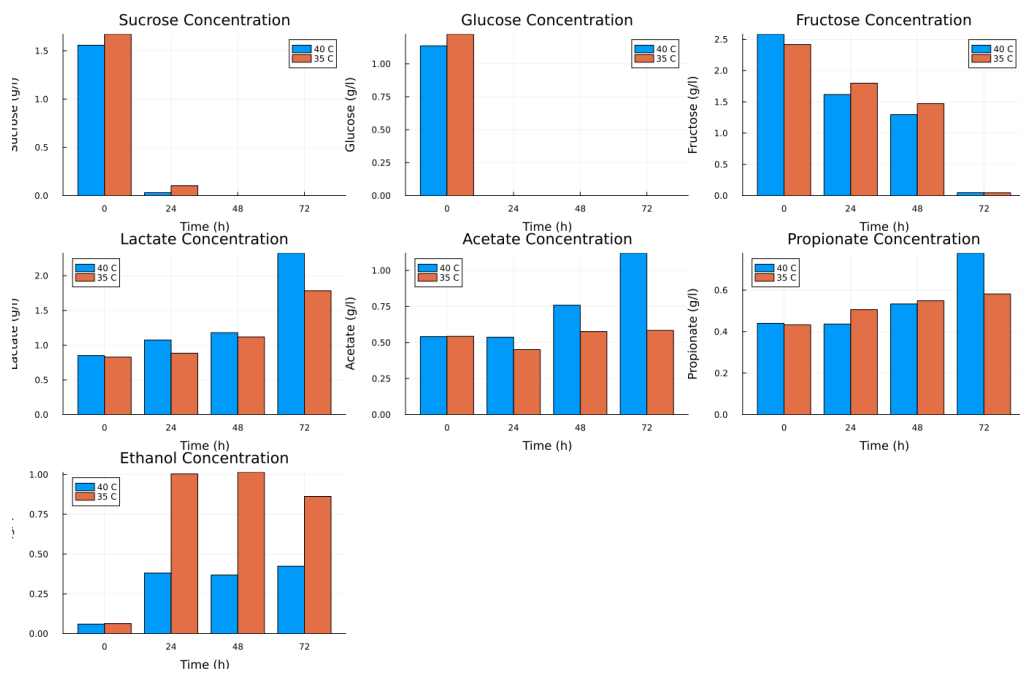 Sucrose Concentration
Sucrose (g/l)
1.5
1.0
0.5
0.0
40 C
35 C
0 24 48 72
Time (h)
Glucose Concentration
Glucose (g/l)
1.00
0.75
0.50
0.25
0.00
40 C
35 C
0 24 48 72
Time (h)
Fructose Concentration
Fructose (g/l)
2.5
2.0
1.5
1.0
0.5
0.0
40 C
35 C
0 24 48 72
Time (h)
Lactate Concentration
Lactate (g/l)
2.0
1.5
1.0
0.5
0.0
40 C
35 C
0 24 48 72
Time (h)
Acetate Concentration
Acetate (g/l)
1.00
0.75
0.50
0.25
0.00
40 C
35 C
0 24 48 72
Time (h)
Propionate Concentration
Propionate (g/l)
0.6
0.4
0.2
0.0
40 C
35 C
0 24 48 72
Time (h)
Ethanol Concentration
1.00
0.75
0.50
0.25
0.00
40 C
35 C
0 24 48 72
Time (h)